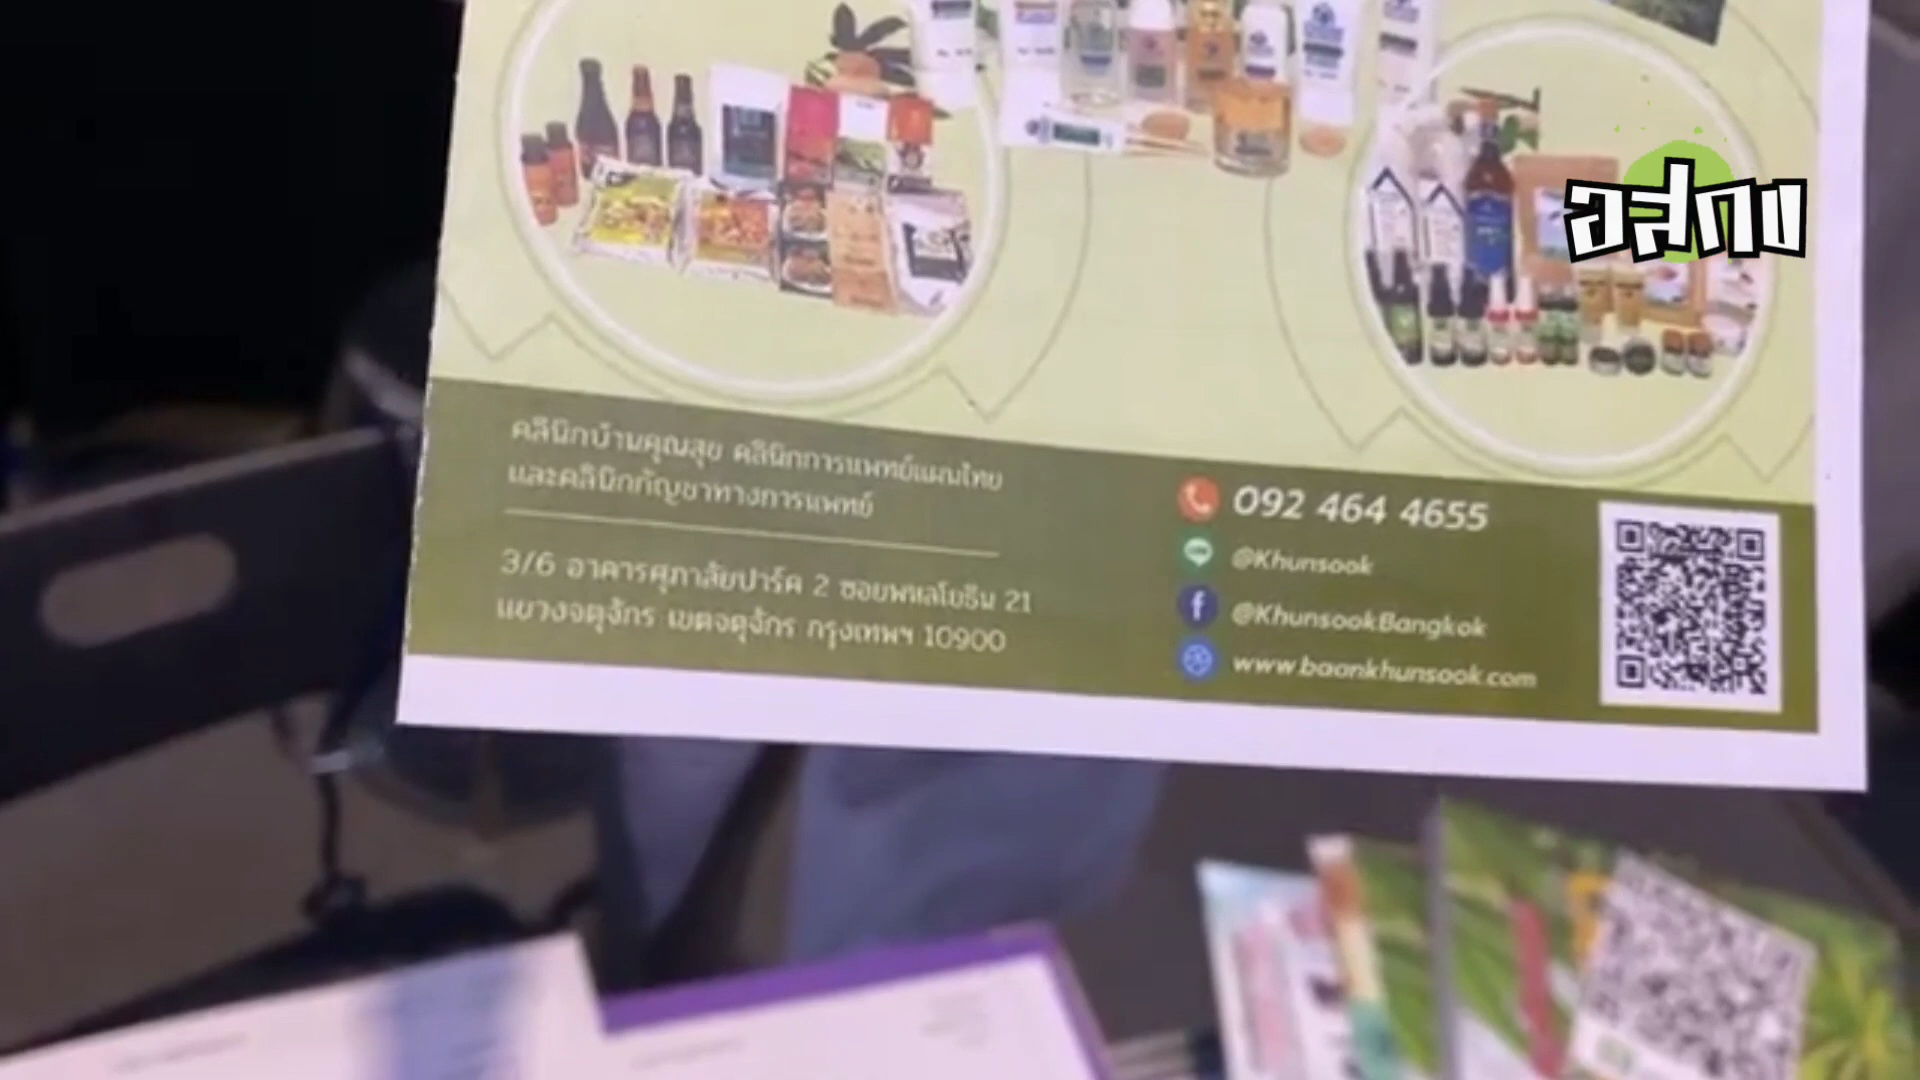 อสกง
คลินิกบ้านคุณสุข คลินิกการแพทย์แผนไทย
และคลินิกกัญชาทางการแพทย์
3/6 อาคารศุภาลัยปาร์ค 2 ซอยพหลโยธิน 21
แขวงจตุจักร เขตจตุจักร กรุงเทพฯ 10900
092 464 4655
@Khunsook
@KhunsookBangkok
www.baankhunsook.com